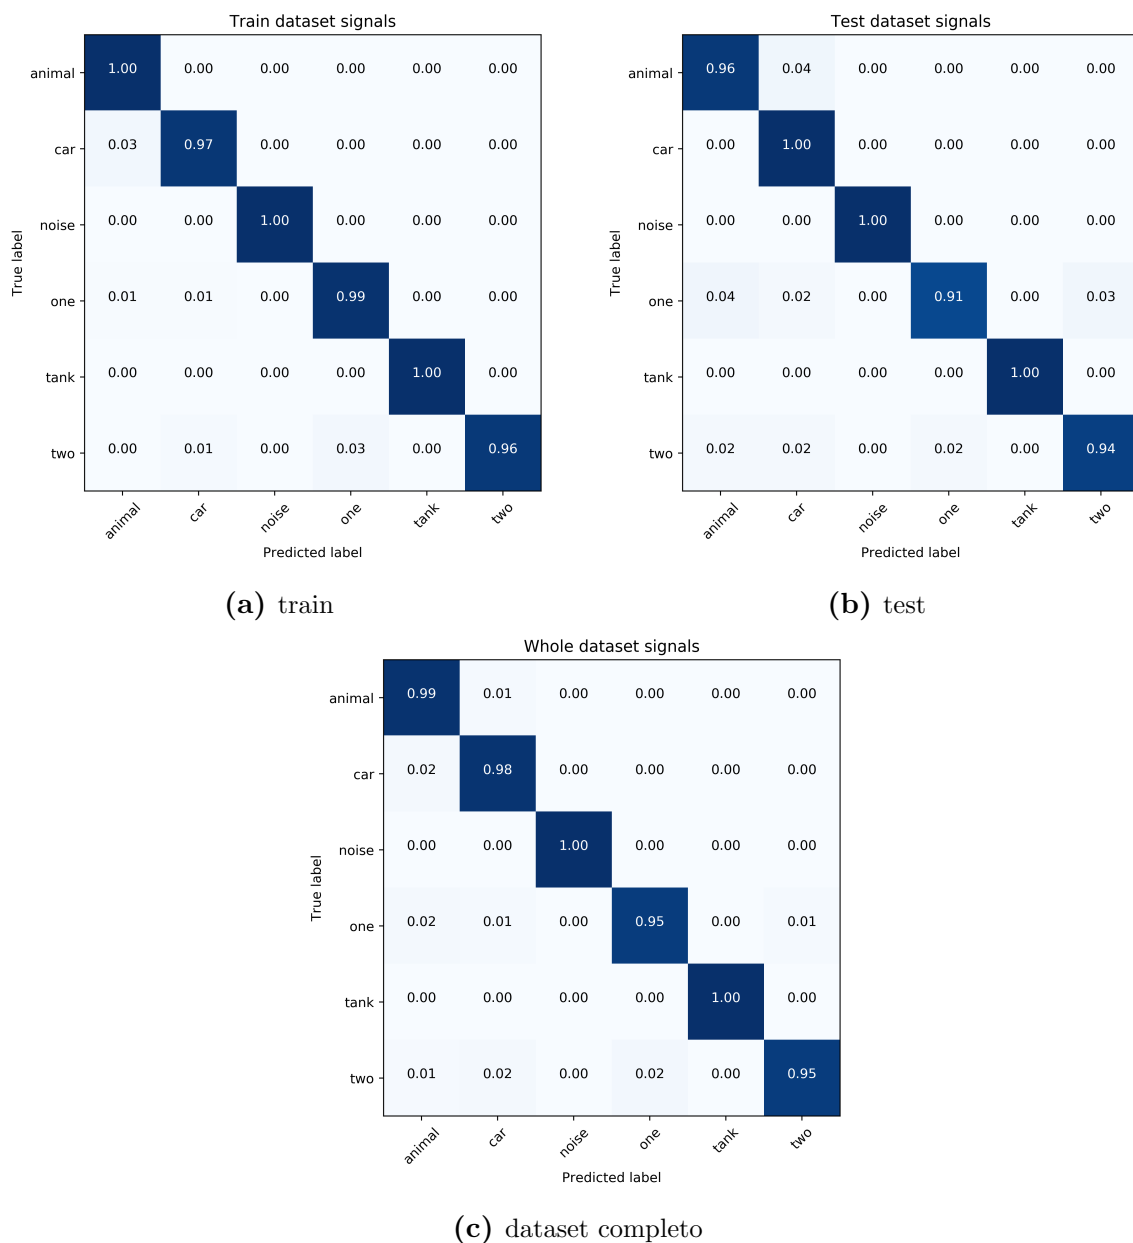 Train dataset signals
True label
animal 1.00 0.00 0.00 0.00 0.00 0.00
car 0.03 0.97 0.00 0.00 0.00 0.00
noise 0.00 0.00 1.00 0.00 0.00 0.00
one 0.01 0.01 0.00 0.99 0.00 0.00
tank 0.00 0.00 0.00 0.00 1.00 0.00
two 0.00 0.01 0.00 0.03 0.00 0.96
animal car noise one tank two
Predicted label
(a) train
Test dataset signals
True label
animal 0.96 0.04 0.00 0.00 0.00 0.00
car 0.00 1.00 0.00 0.00 0.00 0.00
noise 0.00 0.00 1.00 0.00 0.00 0.00
one 0.04 0.02 0.00 0.91 0.00 0.03
tank 0.00 0.00 0.00 0.00 1.00 0.00
two 0.02 0.02 0.00 0.02 0.00 0.94
animal car noise one tank two
Predicted label
(b) test
Whole dataset signals
True label
animal 0.99 0.01 0.00 0.00 0.00 0.00
car 0.02 0.98 0.00 0.00 0.00 0.00
noise 0.00 0.00 1.00 0.00 0.00 0.00
one 0.02 0.01 0.00 0.95 0.00 0.01
tank 0.00 0.00 0.00 0.00 1.00 0.00
two 0.01 0.02 0.00 0.02 0.00 0.95
animal car noise one tank two
Predicted label
(c) dataset completo